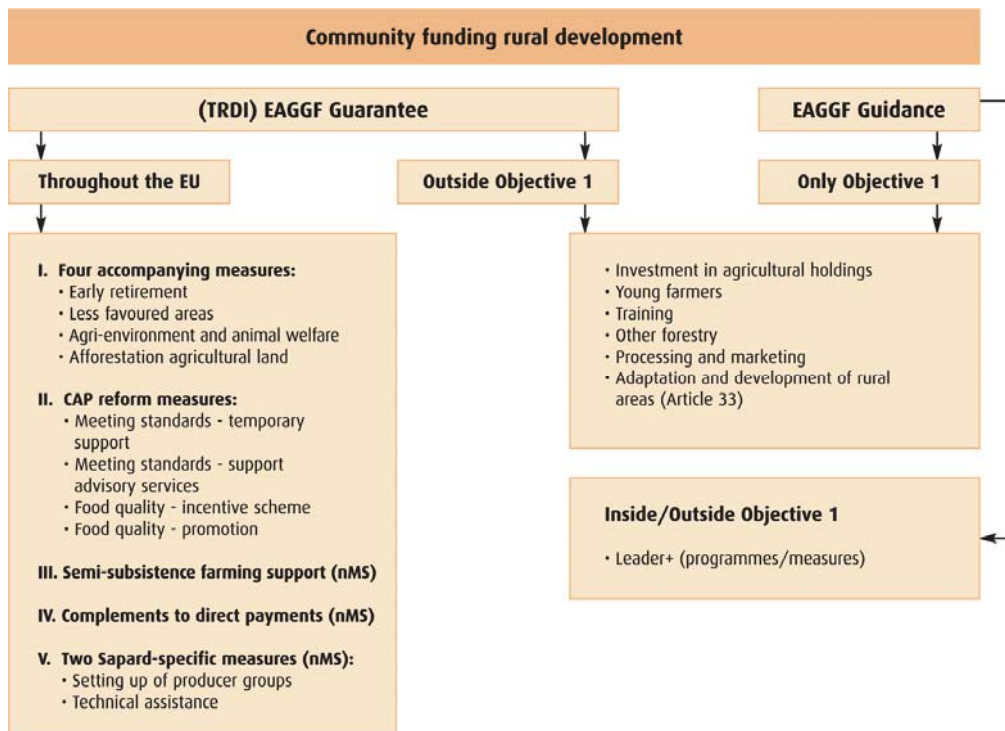 Community funding rural development
(TRDI) EAGGF Guarantee
EAGGF Guidance
Throughout the EU
Outside Objective 1
Only Objective 1
I. Four accompanying measures:
· Early retirement
· Less favoured areas
· Agri-environment and animal welfare
· Afforestation agricultural land
II. CAP reform measures:
· Meeting standards - temporary
support
· Meeting standards - support
advisory services
· Food quality - incentive scheme
· Food quality - promotion
III. Semi-subsistence farming support (nMS)
IV. Complements to direct payments (nMS)
V. Two Sapard-specific measures (nMS):
· Setting up of producer groups
· Technical assistance
· Investment in agricultural holdings
· Young farmers
· Training
· Other forestry
· Processing and marketing
· Adaptation and development of rural
areas (Article 33)
Inside/Outside Objective 1
· Leader+ (programmes/measures)